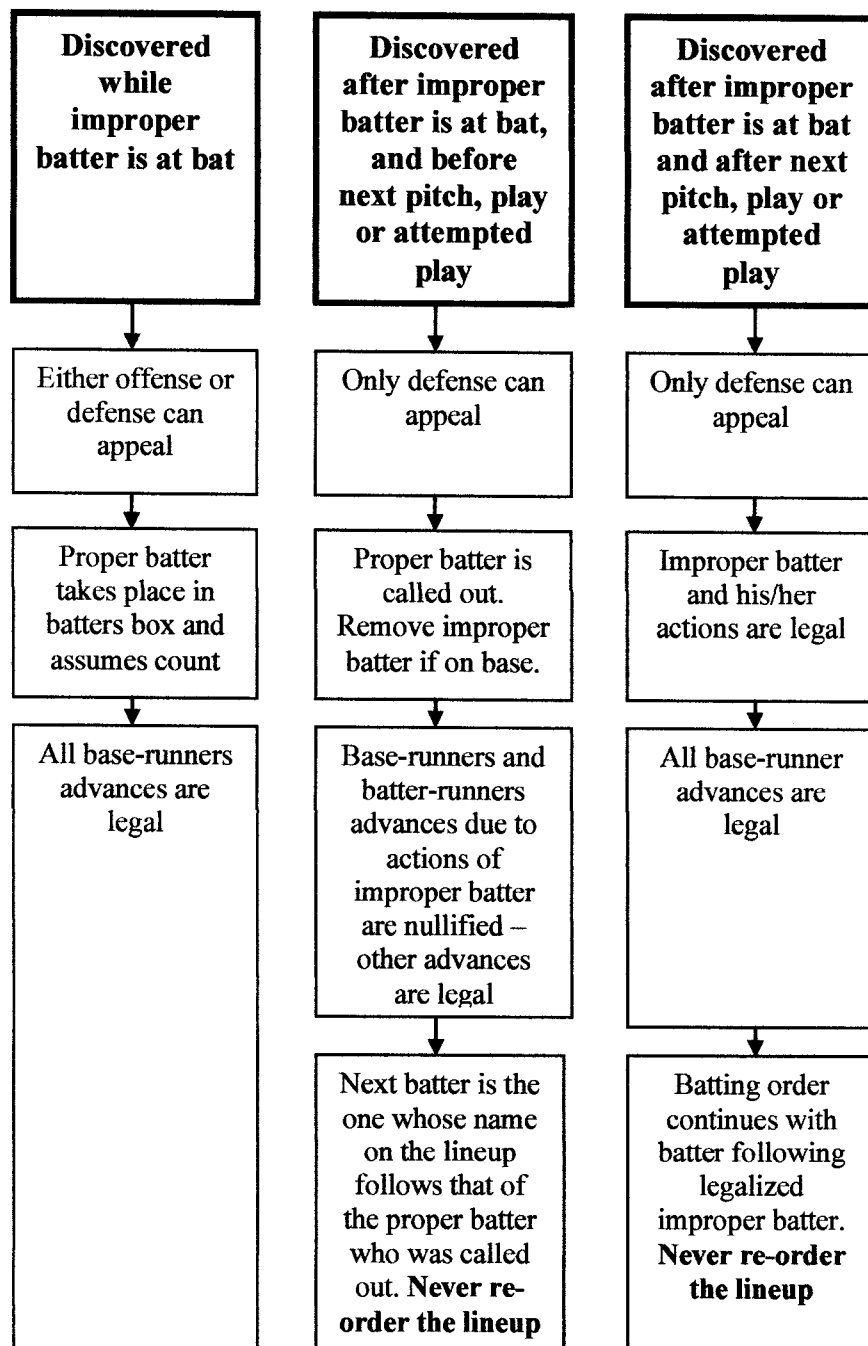 Discovered
while
improper
batter is at bat
Discovered
after improper
batter is at bat,
and before
next pitch, play
or attempted
play
Discovered
after improper
batter is at bat
and after next
pitch, play or
attempted
play
Either offense or
defense can
appeal
Only defense can
appeal
Only defense can
appeal
Proper batter
takes place in
batters box and
assumes count
Proper batter is
called out.
Remove improper
batter if on base.
Improper batter
and his/her
actions are legal
All base-runners
advances are
legal
Base-runners and
batter-runners
advances due to
actions of
improper batter
are nullified –
other advances
are legal
All base-runner
advances are
legal
Next batter is the
one whose name
on the lineup
follows that of
the proper batter
who was called
out. Never re-
order the lineup
Batting order
continues with
batter following
legalized
improper batter.
Never re-order
the lineup